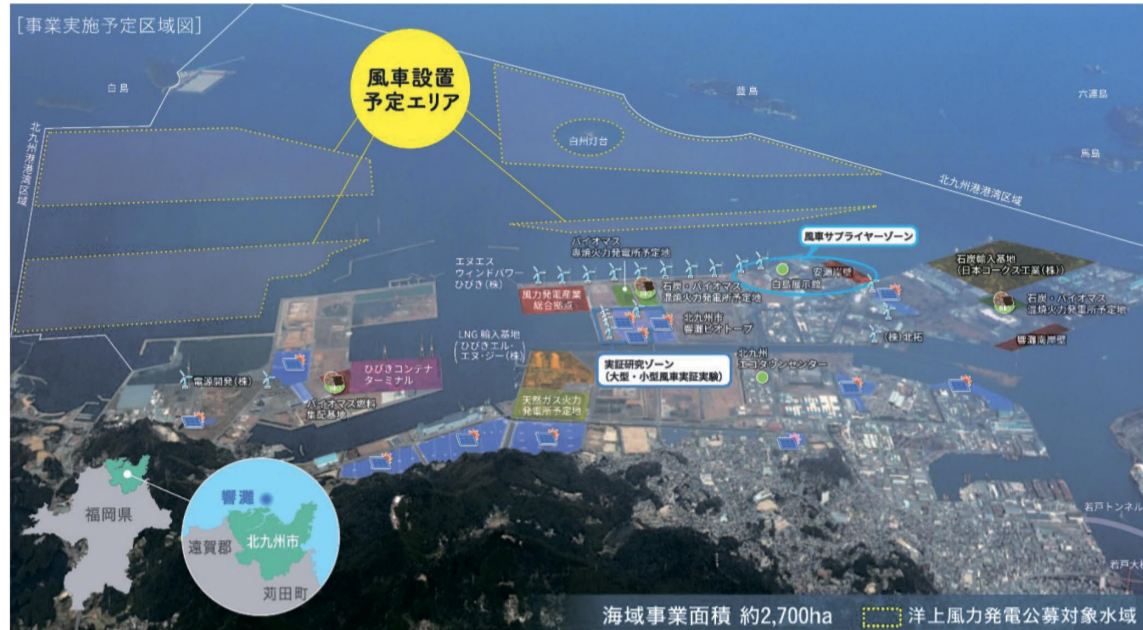 [事業実施予定区域図]
白島
風車設置
予定エリア
藍島
六連島
馬島
白州灯台
北九州港港湾区域
北九州港港湾区域
風車サプライヤーゾーン
バイオマス
専焼火力発電所予定地
エヌエス
ウィンドパワー
ひびき(株)
風力発電産業
総合拠点
石炭・バイオマス
混焼火力発電所予定地
白島展示館
安瀬岸壁
石炭輸入基地
(日本コークス工業(株))
石炭・バイオマス
混焼火力発電所予定地
北九州市
響灘ビオトープ
(株)北拓
響灘南岸壁
LNG 輸入基地
ひびきエル・
エヌ・ジー(株)
実証研究ゾーン
(大型・小型風車実証実験)
北九州
エコタウンセンター
電源開発(株)
ひびきコンテナ
ターミナル
バイオマス燃料
集配基地
天然ガス火力
発電所予定地
福岡県
響灘
遠賀郡
北九州市
苅田町
若戸トンネル
若戸大
海域事業面積 約2,700ha
洋上風力発電公募対象水域